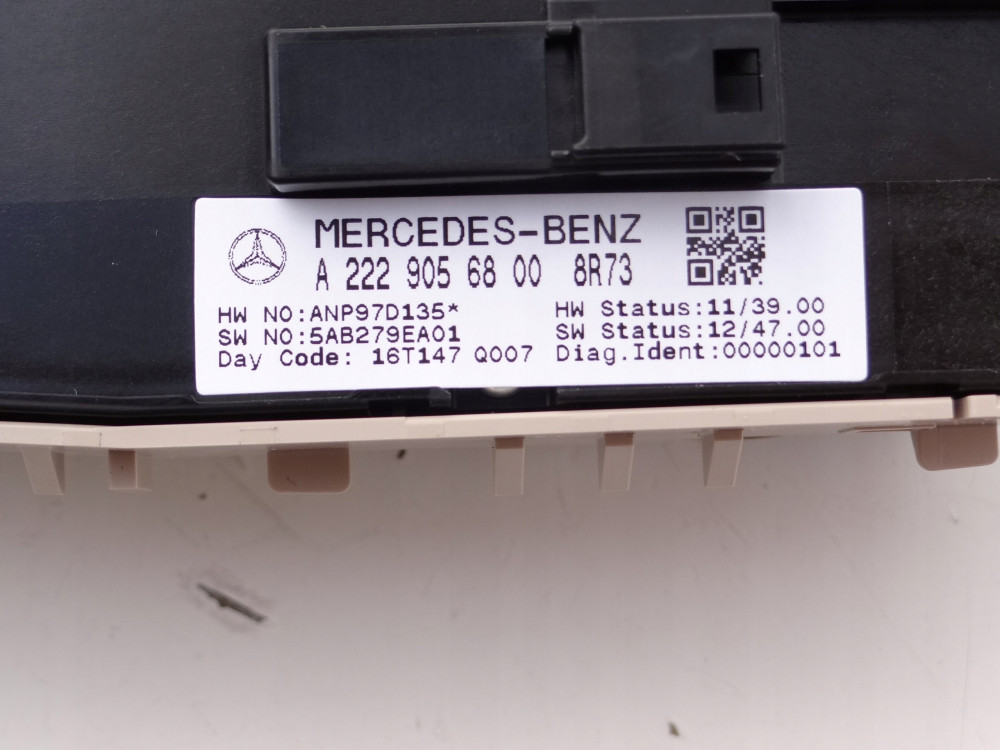 MERCEDES-BENZ
A 222 905 68 00 8R73
HW NO:ANP97D135* HW Status:11/39.00
SW NO:5AB279EA01 SW Status:12/47.00
Day Code: 16T147 Q007 Diag.Ident:00000101